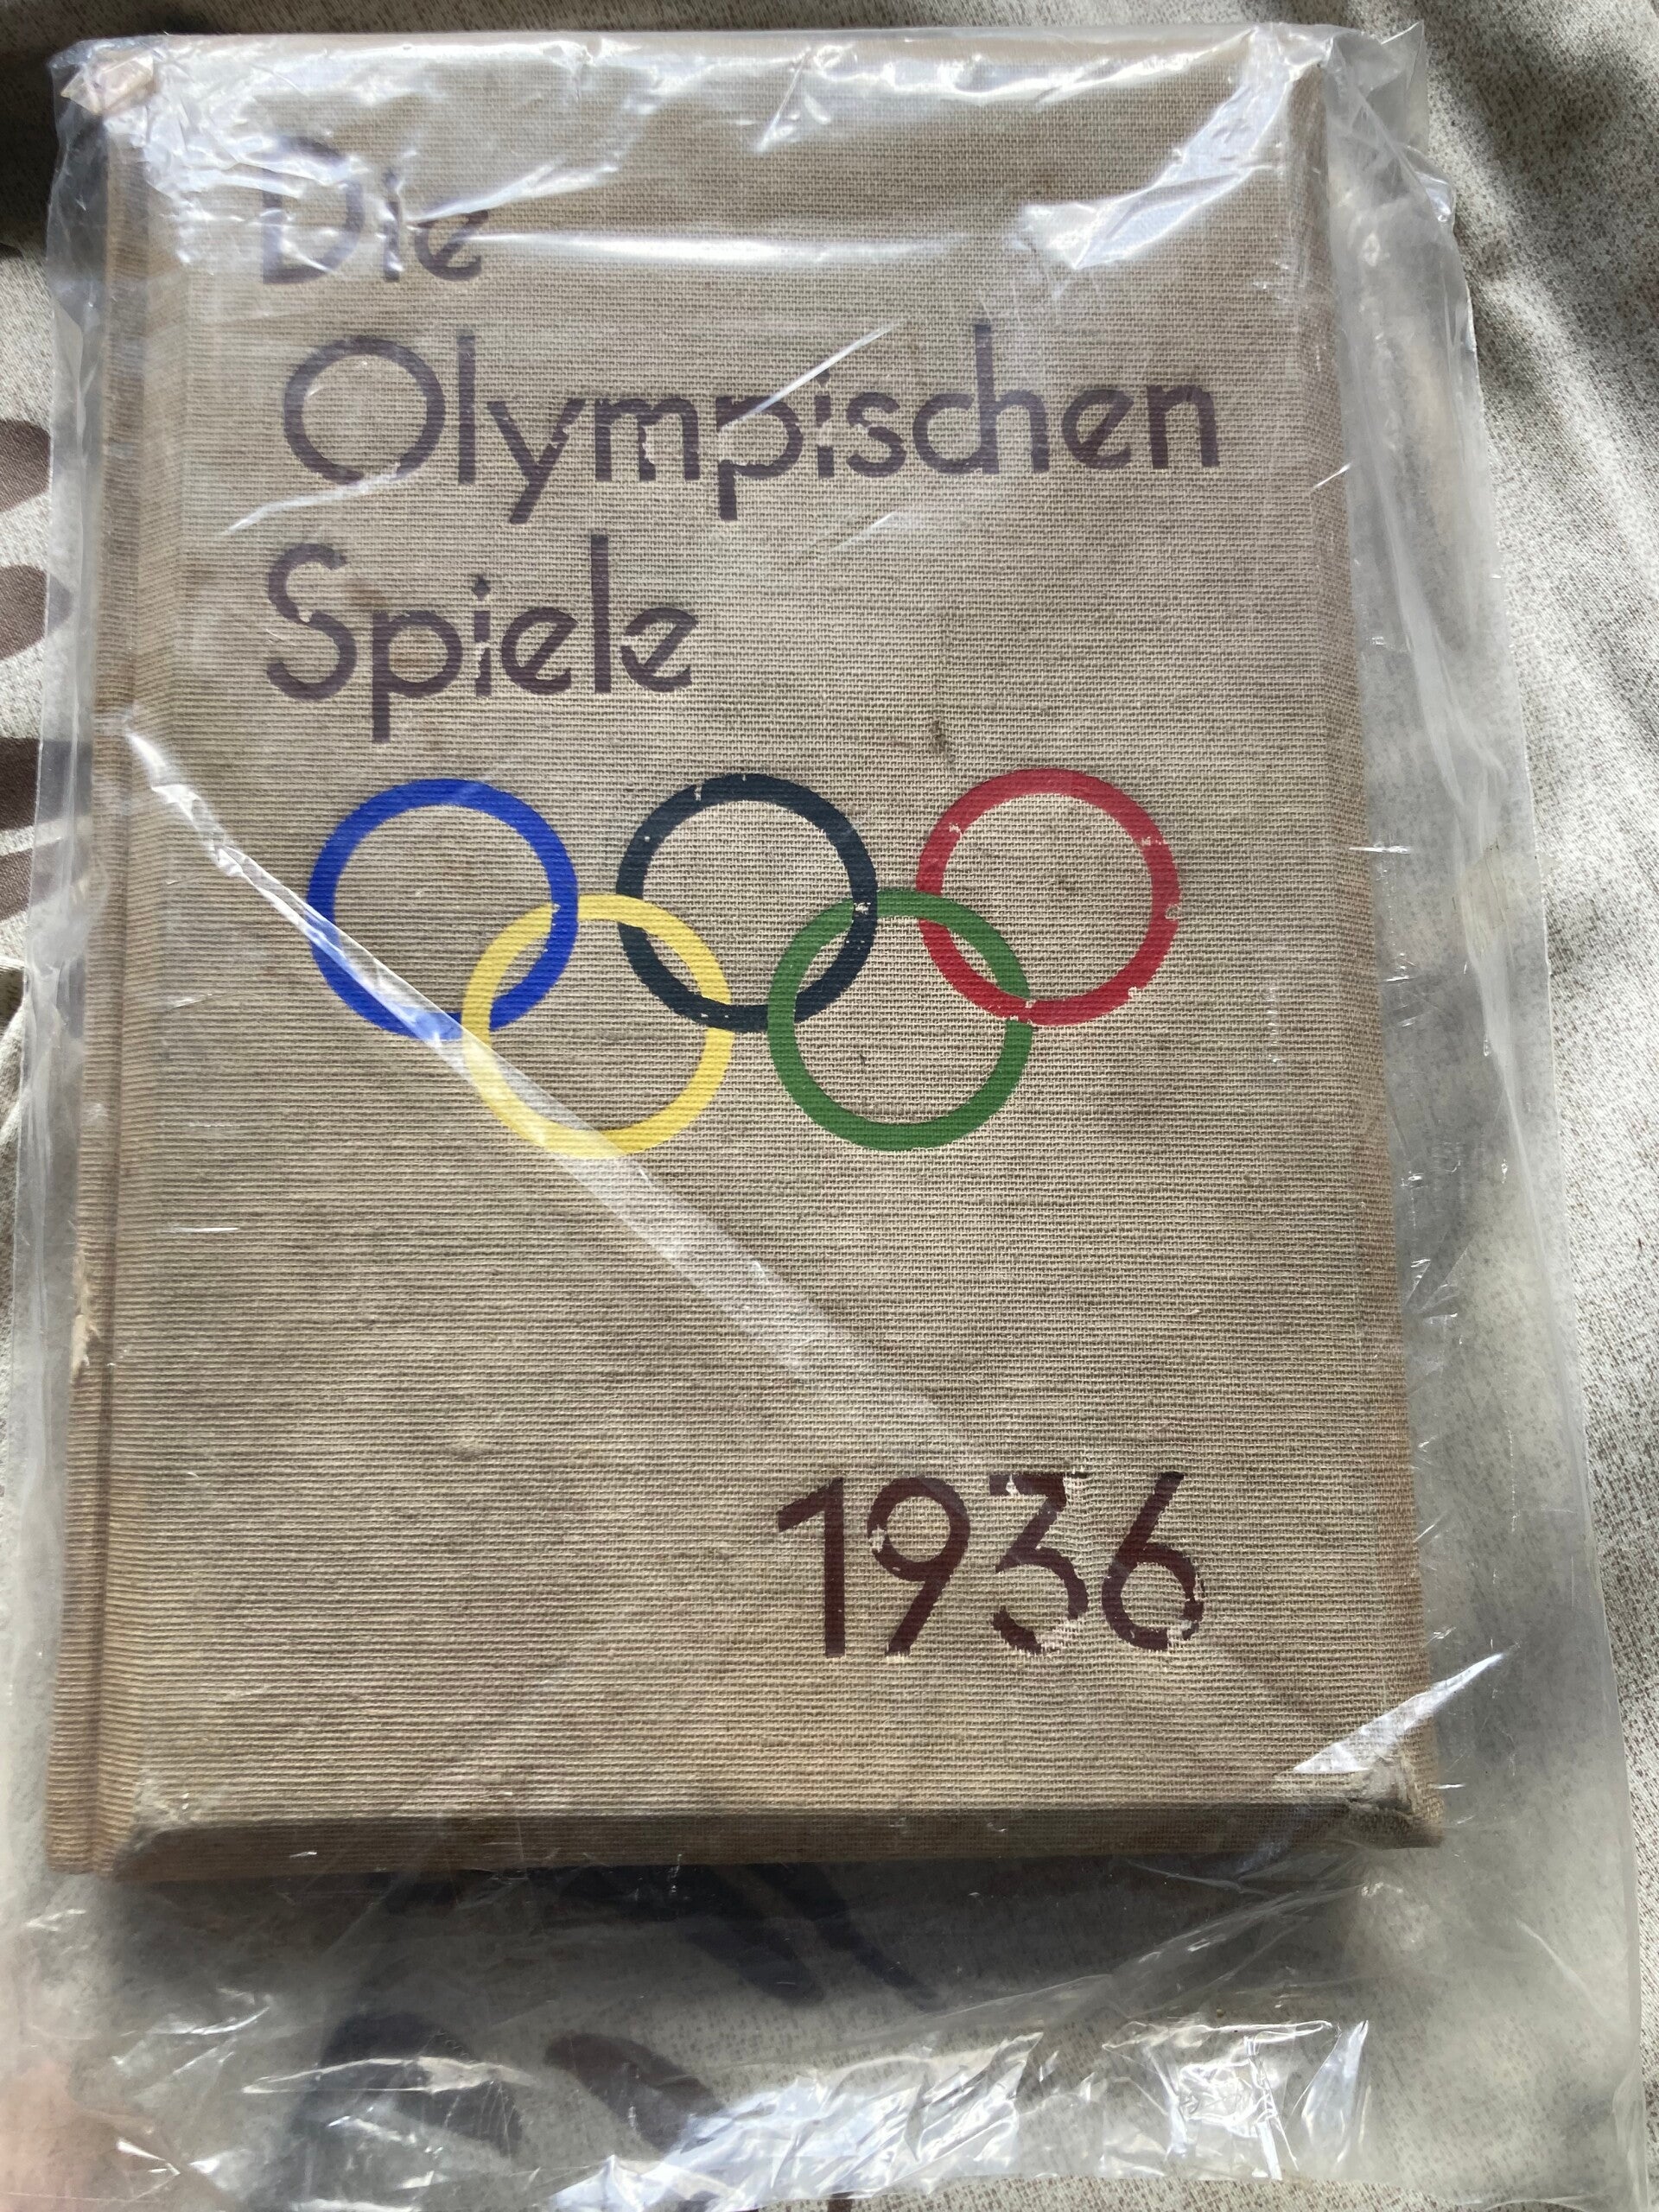 Die
Olympischen
Spiele
1936